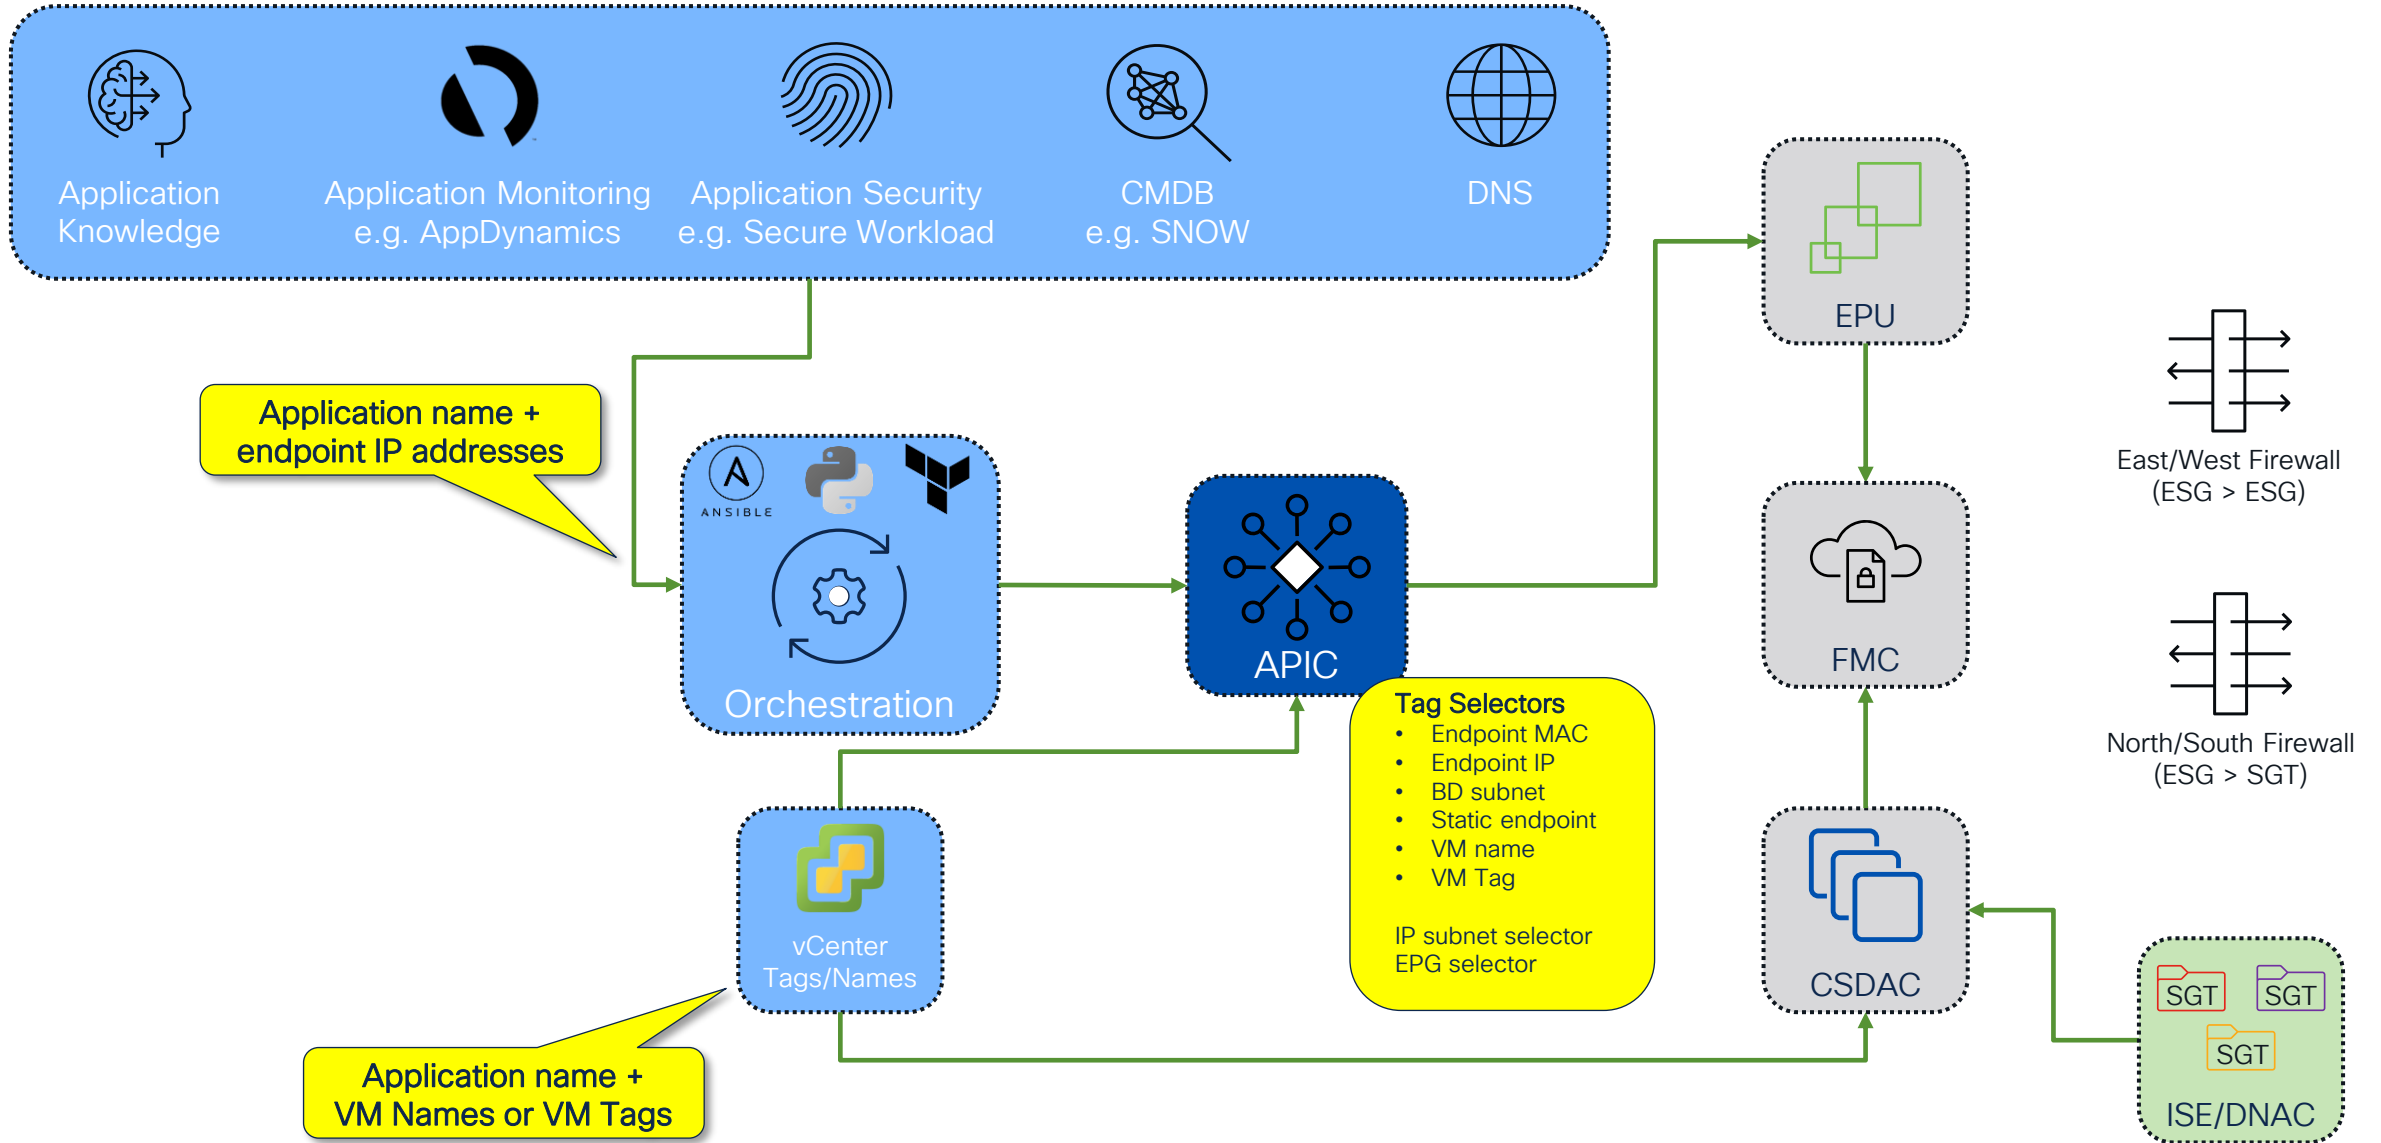 Application
Knowledge
Application Monitoring
e.g. AppDynamics
Application Security
e.g. Secure Workload
CMDB
e.g. SNOW
DNS
EPU
East/West Firewall
(ESG > ESG)
Application name +
endpoint IP addresses
ANSIBLE
Orchestration
APIC
FMC
North/South Firewall
(ESG > SGT)
Tag Selectors
• Endpoint MAC
• Endpoint IP
• BD subnet
• Static endpoint
• VM name
• VM Tag
IP subnet selector
EPG selector
vCenter
Tags/Names
CSDAC
SGT
SGT
SGT
ISE/DNAC
Application name +
VM Names or VM Tags